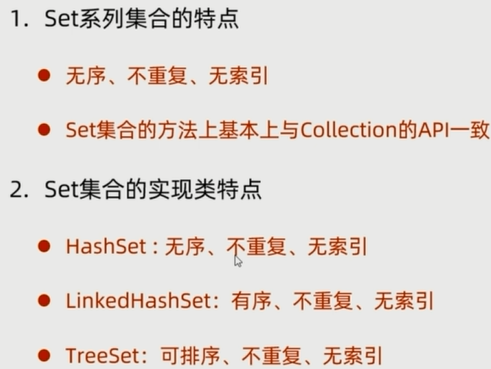 1. Set系列集合的特点
● 无序、不重复、无索引
● Set集合的方法上基本上与Collection的API一致
2. Set集合的实现类特点
● HashSet : 无序、不重复、无索引
● LinkedHashSet：有序、不重复、无索引
● TreeSet：可排序、不重复、无索引